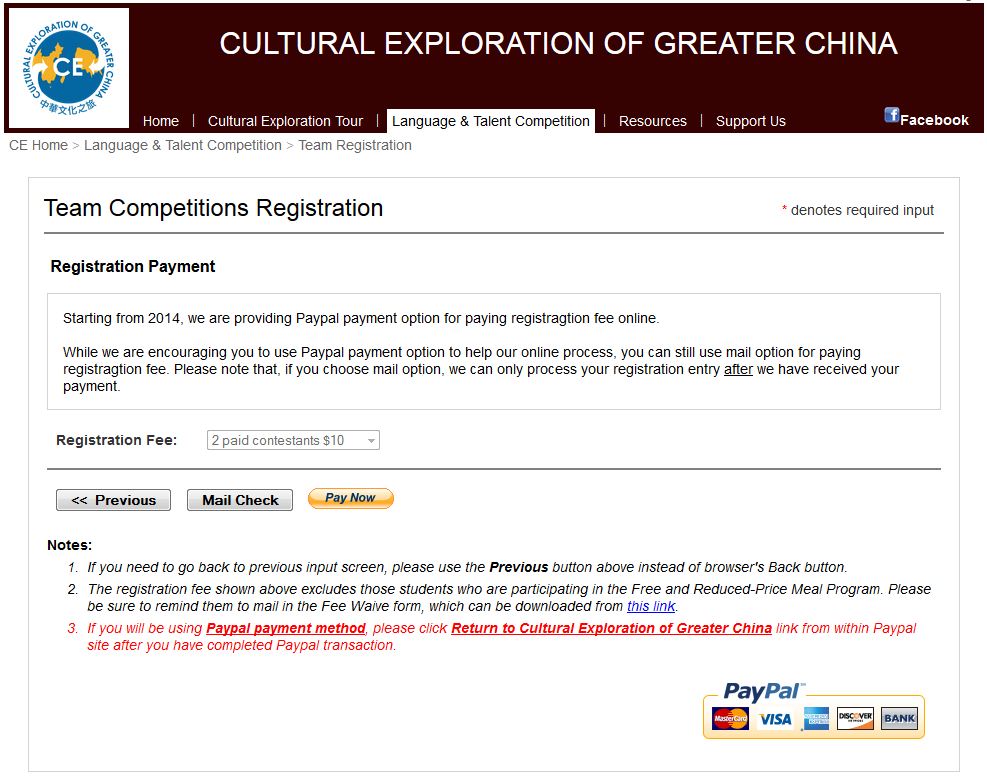 CULTURAL EXPLORATION OF GREATER CHINA
CE
中華文化之旅
CULTURAL EXPLORATION OF GREATER CHINA
Home | Cultural Exploration Tour | Language & Talent Competition | Resources | Support Us
f Facebook
CE Home > Language & Talent Competition > Team Registration
Team Competitions Registration
* denotes required input
Registration Payment
Starting from 2014, we are providing Paypal payment option for paying registragtion fee online.
While we are encouraging you to use Paypal payment option to help our online process, you can still use mail option for paying
registragtion fee. Please note that, if you choose mail option, we can only process your registration entry after we have received your
payment.
Registration Fee: 2 paid contestants $10
<< Previous Mail Check Pay Now
Notes:
1. If you need to go back to previous input screen, please use the Previous button above instead of browser's Back button.
2. The registration fee shown above excludes those students who are participating in the Free and Reduced-Price Meal Program. Please
be sure to remind them to mail in the Fee Waive form, which can be downloaded from this link.
3. If you will be using Paypal payment method, please click Return to Cultural Exploration of Greater China link from within Paypal
site after you have completed Paypal transaction.
PayPal™
MasterCard VISA DISCOVER BANK